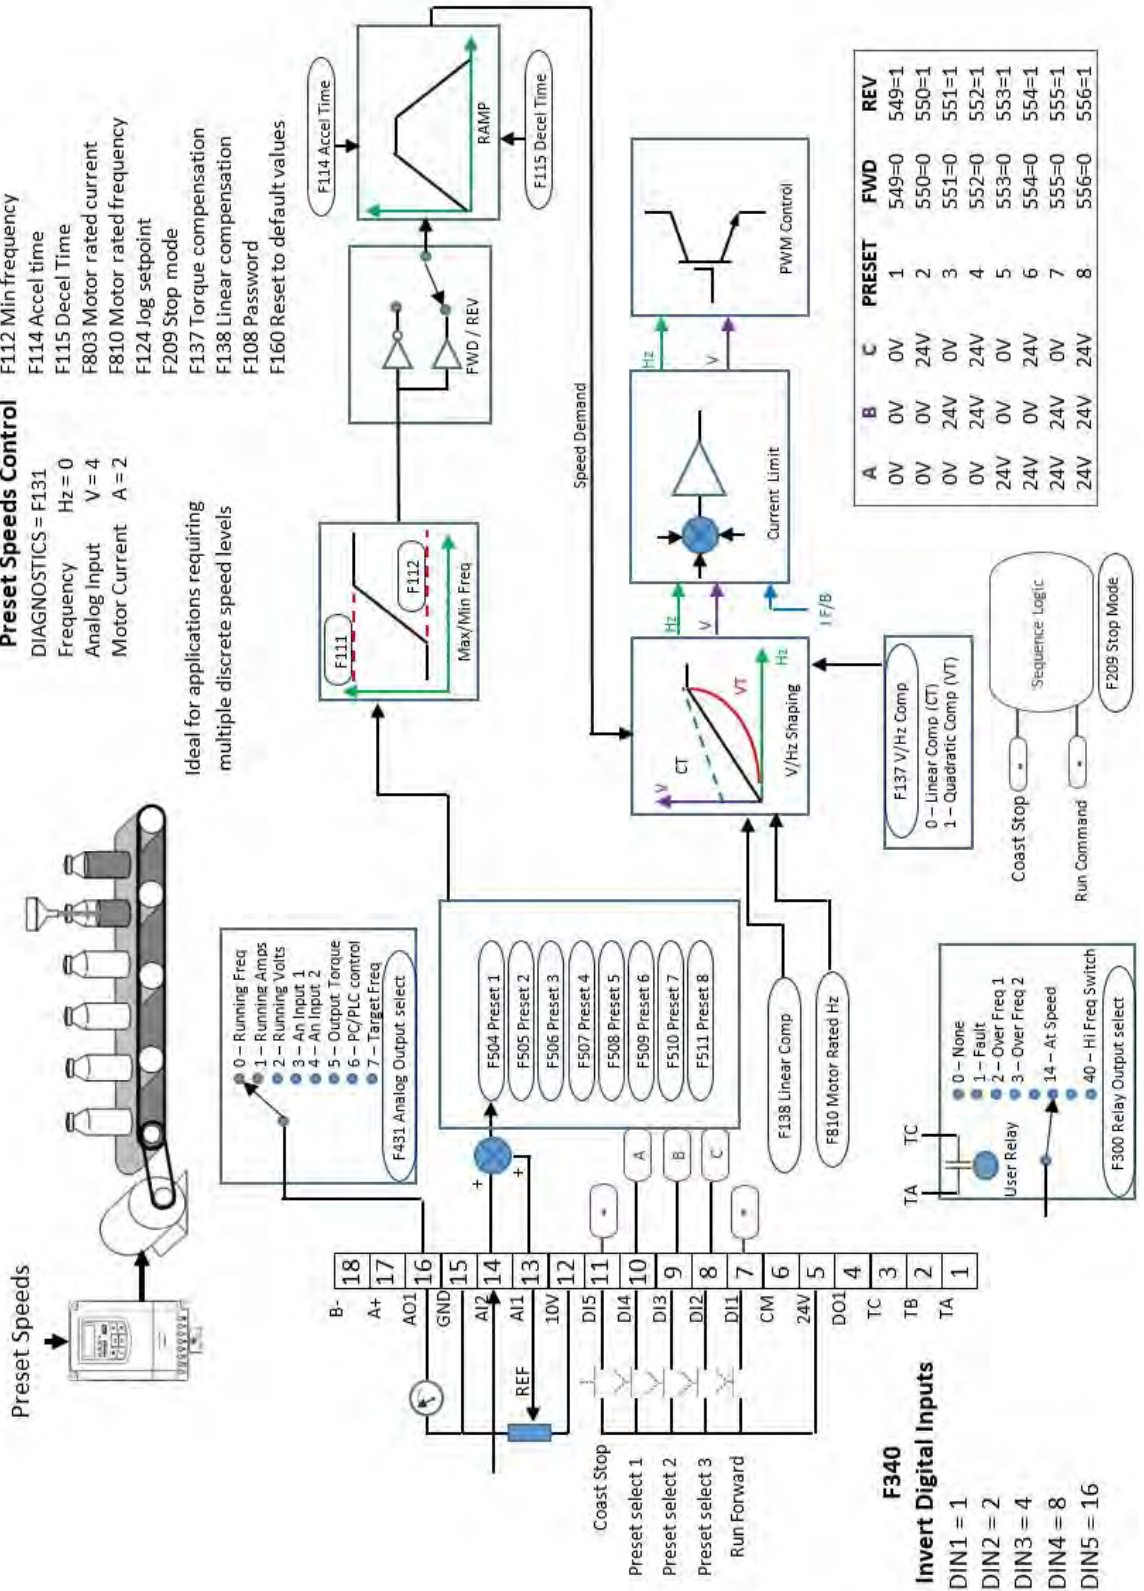 Preset Speeds
Preset Speeds Control
DIAGNOSTICS = F131
Frequency Hz = 0
Analog Input V = 4
Motor Current A = 2
F112 Min frequency
F114 Accel time
F115 Decel Time
F803 Motor rated current
F810 Motor rated frequency
F124 Jog setpoint
F209 Stop mode
F137 Torque compensation
F138 Linear compensation
F108 Password
F160 Reset to default values
Ideal for applications requiring
multiple discrete speed levels
0 – Running Freq
1 – Running Amps
2 – Running Volts
3 – An Input 1
4 – An Input 2
5 – Output Torque
6 – PC/PLC control
7 – Target Freq
F431 Analog Output select
F111
F112
Max/Min Freq
FWD / REV
F114 Accel Time
RAMP
F115 Decel Time
B- 18
A+ 17
AO1 16
GND 15
AI2 14
AI1 13
10V 12
DI5 11
DI4 10
DI3 9
DI2 8
DI1 7
CM 6
24V 5
DO1 4
TC 3
TB 2
TA 1
REF
+
+
Coast Stop
Preset select 1
Preset select 2
Preset select 3
Run Forward
A
B
C
F504 Preset 1
F505 Preset 2
F506 Preset 3
F507 Preset 4
F508 Preset 5
F509 Preset 6
F510 Preset 7
F511 Preset 8
F138 Linear Comp
F810 Motor Rated Hz
Speed Demand
V
CT
VT
Hz
V/Hz Shaping
Hz
V
I F/B
Current Limit
Hz
V
PWM Control
F137 V/Hz Comp
0 – Linear Comp (CT)
1 – Quadratic Comp (VT)
F340
Invert Digital Inputs
DIN1 = 1
DIN2 = 2
DIN3 = 4
DIN4 = 8
DIN5 = 16
TA TC
User Relay
0 – None
1 – Fault
2 – Over Freq 1
3 – Over Freq 2
14 – At Speed
40 – Hi Freq Switch
F300 Relay Output select
Coast Stop
Run Command
Sequence Logic
F209 Stop Mode
A B C PRESET FWD REV
0V 0V 0V 1 549=0 549=1
0V 0V 24V 2 550=0 550=1
0V 24V 0V 3 551=0 551=1
0V 24V 24V 4 552=0 552=1
24V 0V 0V 5 553=0 553=1
24V 0V 24V 6 554=0 554=1
24V 24V 0V 7 555=0 555=1
24V 24V 24V 8 556=0 556=1